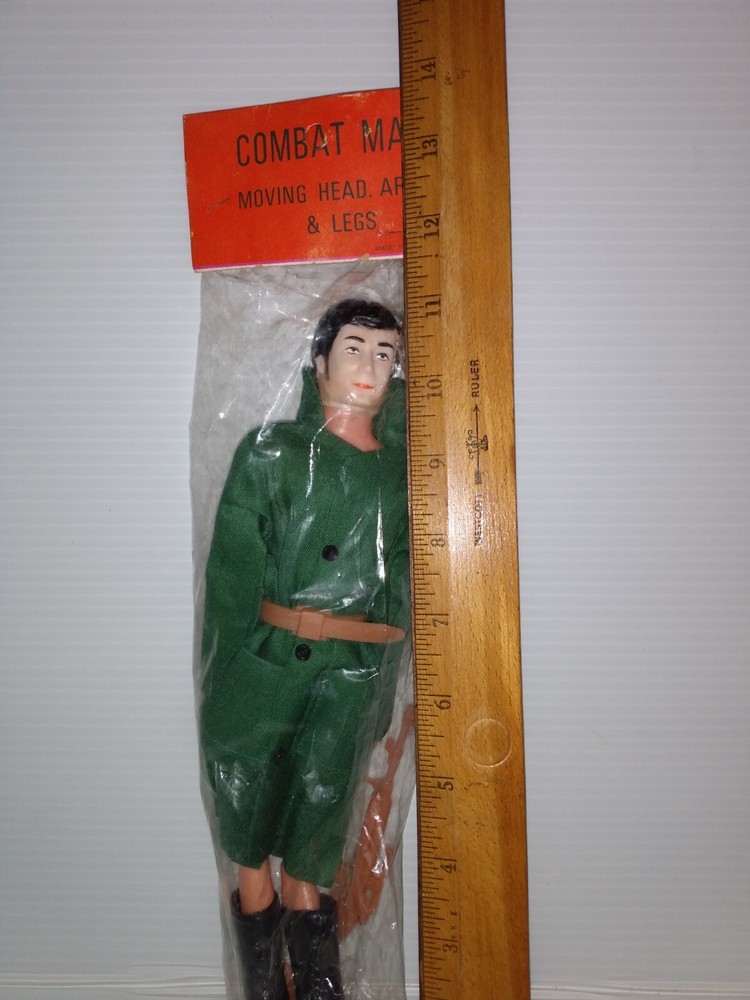 COMBAT MA
MOVING HEAD. AR
& LEGS
14
13
12
11
10
9
8
7
6
5
4
3
WESTCOTT
RULER